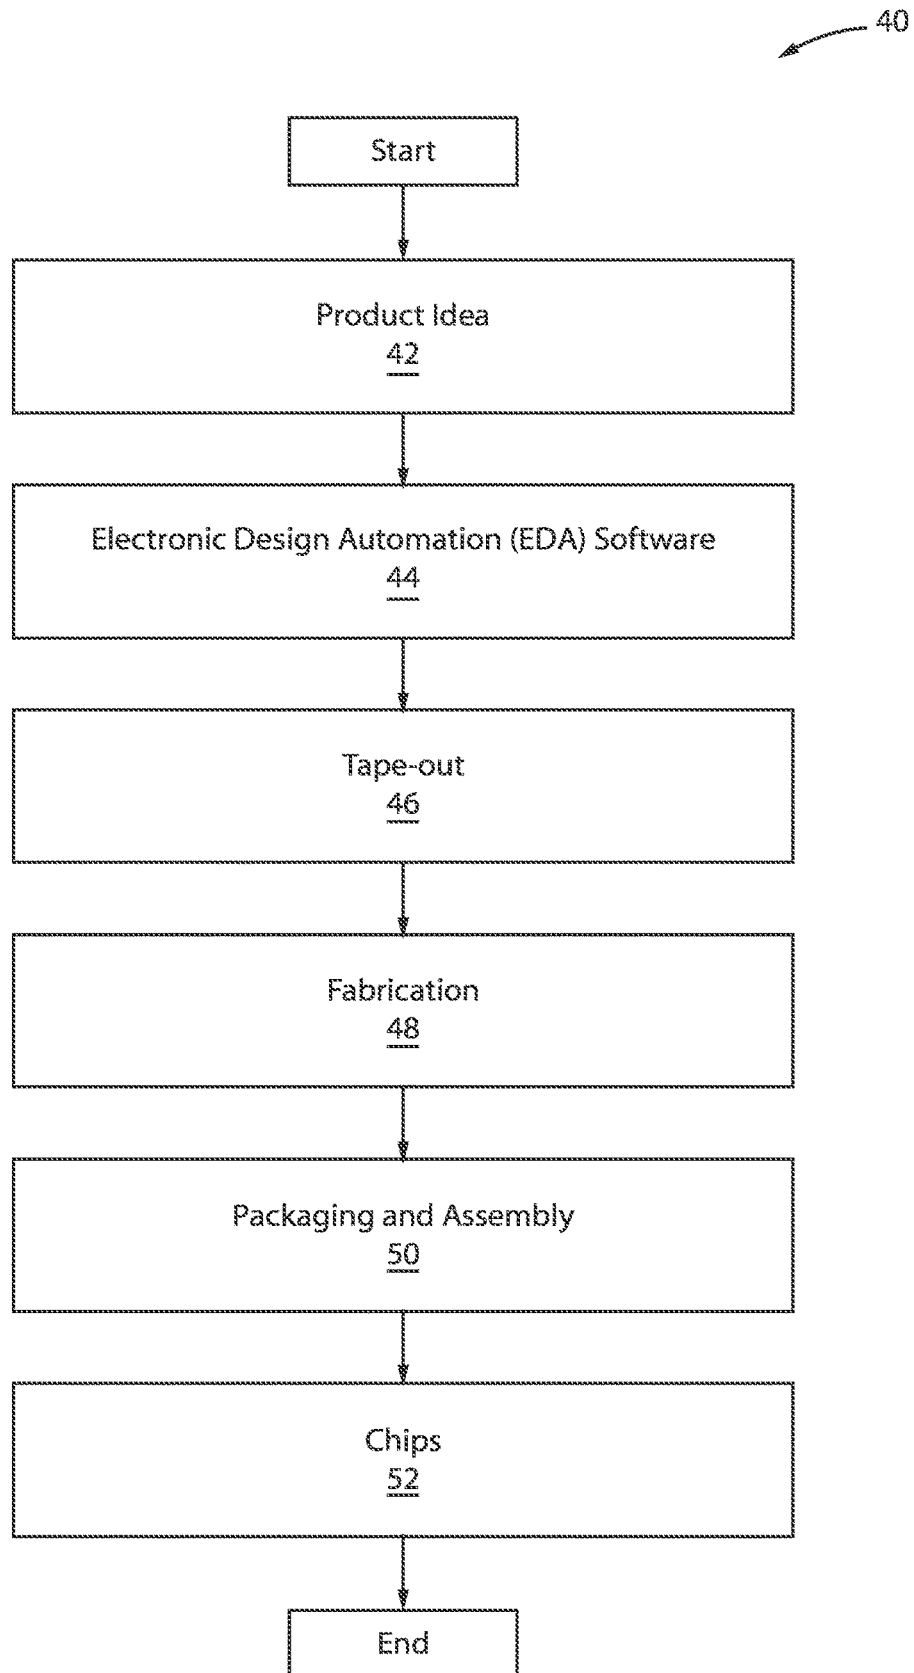 40
Start
Product Idea
42
Electronic Design Automation (EDA) Software
44
Tape-out
46
Fabrication
48
Packaging and Assembly
50
Chips
52
End